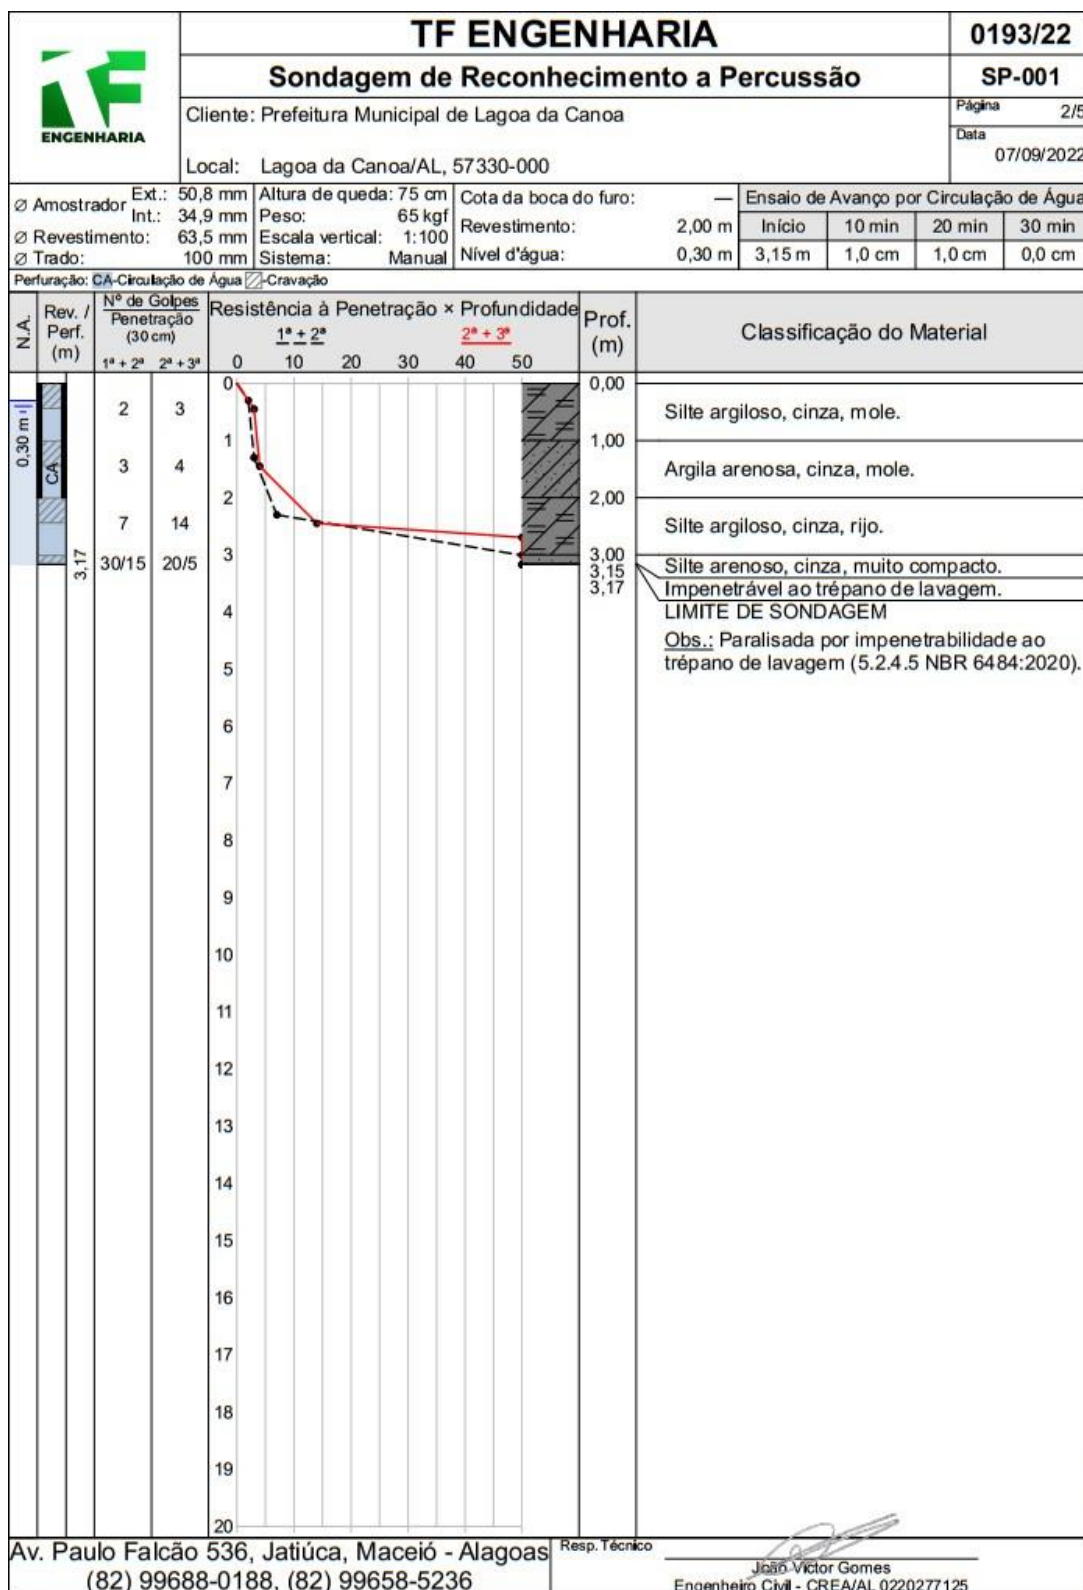 TF ENGENHARIA
0193/22
Sondagem de Reconhecimento a Percussão
SP-001
ENGENHARIA
Cliente: Prefeitura Municipal de Lagoa da Canoa
Página 2/5
Data
07/09/2022
Local: Lagoa da Canoa/AL, 57330-000
Ø Amostrador Ext.: 50,8 mm
Int.: 34,9 mm
Ø Revestimento: 63,5 mm
Ø Trado: 100 mm
Altura de queda: 75 cm
Peso: 65 kgf
Escala vertical: 1:100
Sistema: Manual
Cota da boca do furo: —
Revestimento: 2,00 m
Nível d'água: 0,30 m
Ensaio de Avanço por Circulação de Água
Início 10 min 20 min 30 min
3,15 m 1,0 cm 1,0 cm 0,0 cm
Perfuração: CA-Circulação de Água -Cravação
N.A.
Rev. /
Perf.
(m)
Nº de Golpes
Penetração
(30 cm)
1ª + 2ª 2ª + 3ª
Resistência à Penetração × Profundidade
1ª + 2ª 2ª + 3ª
0 10 20 30 40 50
Prof.
(m)
Classificação do Material
0,30 m
CA
3,17
2 3
3 4
7 14
30/15 20/5
0
1
2
3
4
5
6
7
8
9
10
11
12
13
14
15
16
17
18
19
20
0,00
1,00
2,00
3,00
3,15
3,17
Silte argiloso, cinza, mole.
Argila arenosa, cinza, mole.
Silte argiloso, cinza, rijo.
Silte arenoso, cinza, muito compacto.
Impenetrável ao trépano de lavagem.
LIMITE DE SONDAGEM
Obs.: Paralisada por impenetrabilidade ao
trépano de lavagem (5.2.4.5 NBR 6484:2020).
Av. Paulo Falcão 536, Jatiúca, Maceió - Alagoas
(82) 99688-0188, (82) 99658-5236
Resp. Técnico
João Victor Gomes
Engenheiro Civil - CREA/AL 0220277125